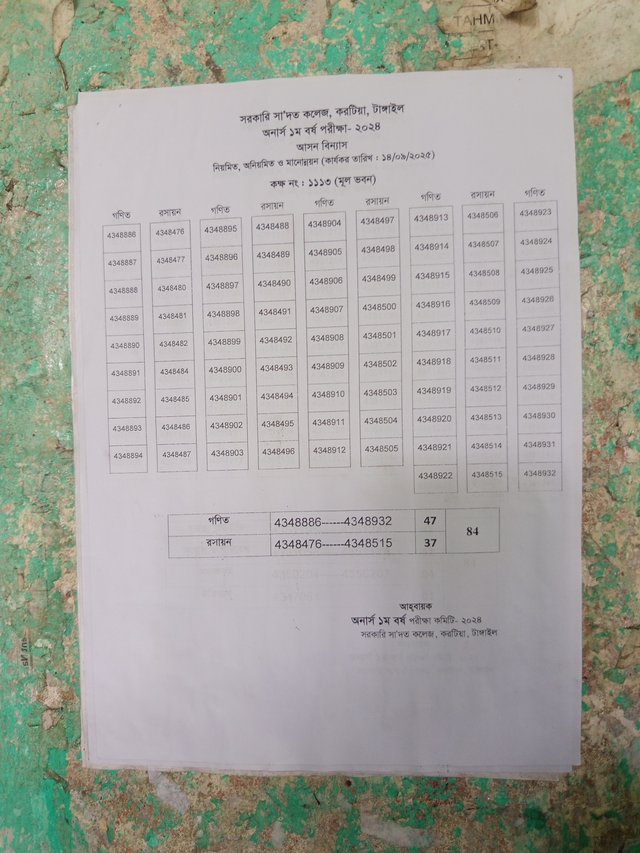 TAHM
ST-
সরকারি সা'দত কলেজ, করটিয়া, টাঙ্গাইল
অনার্স ১ম বর্ষ পরীক্ষা- ২০২৪
আসন বিন্যাস
নিয়মিত, অনিয়মিত ও মানোন্নয়ন (কার্যকর তারিখ : ১৪/০৯/২০২৫)
কক্ষ নং : ১১১৩ (মূল ভবন)
গণিত রসায়ন গণিত রসায়ন গণিত রসায়ন গণিত রসায়ন গণিত
4348886 4348476 4348895 4348488 4348904 4348497 4348913 4348506 4348923
4348887 4348477 4348896 4348489 4348905 4348498 4348914 4348507 4348924
4348888 4348480 4348897 4348490 4348906 4348499 4348915 4348508 4348925
4348889 4348481 4348898 4348491 4348907 4348500 4348916 4348509 4348926
4348890 4348482 4348899 4348492 4348908 4348501 4348917 4348510 4348927
4348891 4348484 4348900 4348493 4348909 4348502 4348918 4348511 4348928
4348892 4348485 4348901 4348494 4348910 4348503 4348919 4348512 4348929
4348893 4348486 4348902 4348495 4348911 4348504 4348920 4348513 4348930
4348894 4348487 4348903 4348496 4348912 4348505 4348921 4348514 4348931
4348922 4348515 4348932
গণিত 4348886------4348932 47 84
রসায়ন 4348476------4348515 37
আহ্বায়ক
অনার্স ১ম বর্ষ পরীক্ষা কমিটি- ২০২৪
সরকারি সা'দত কলেজ, করটিয়া, টাঙ্গাইল